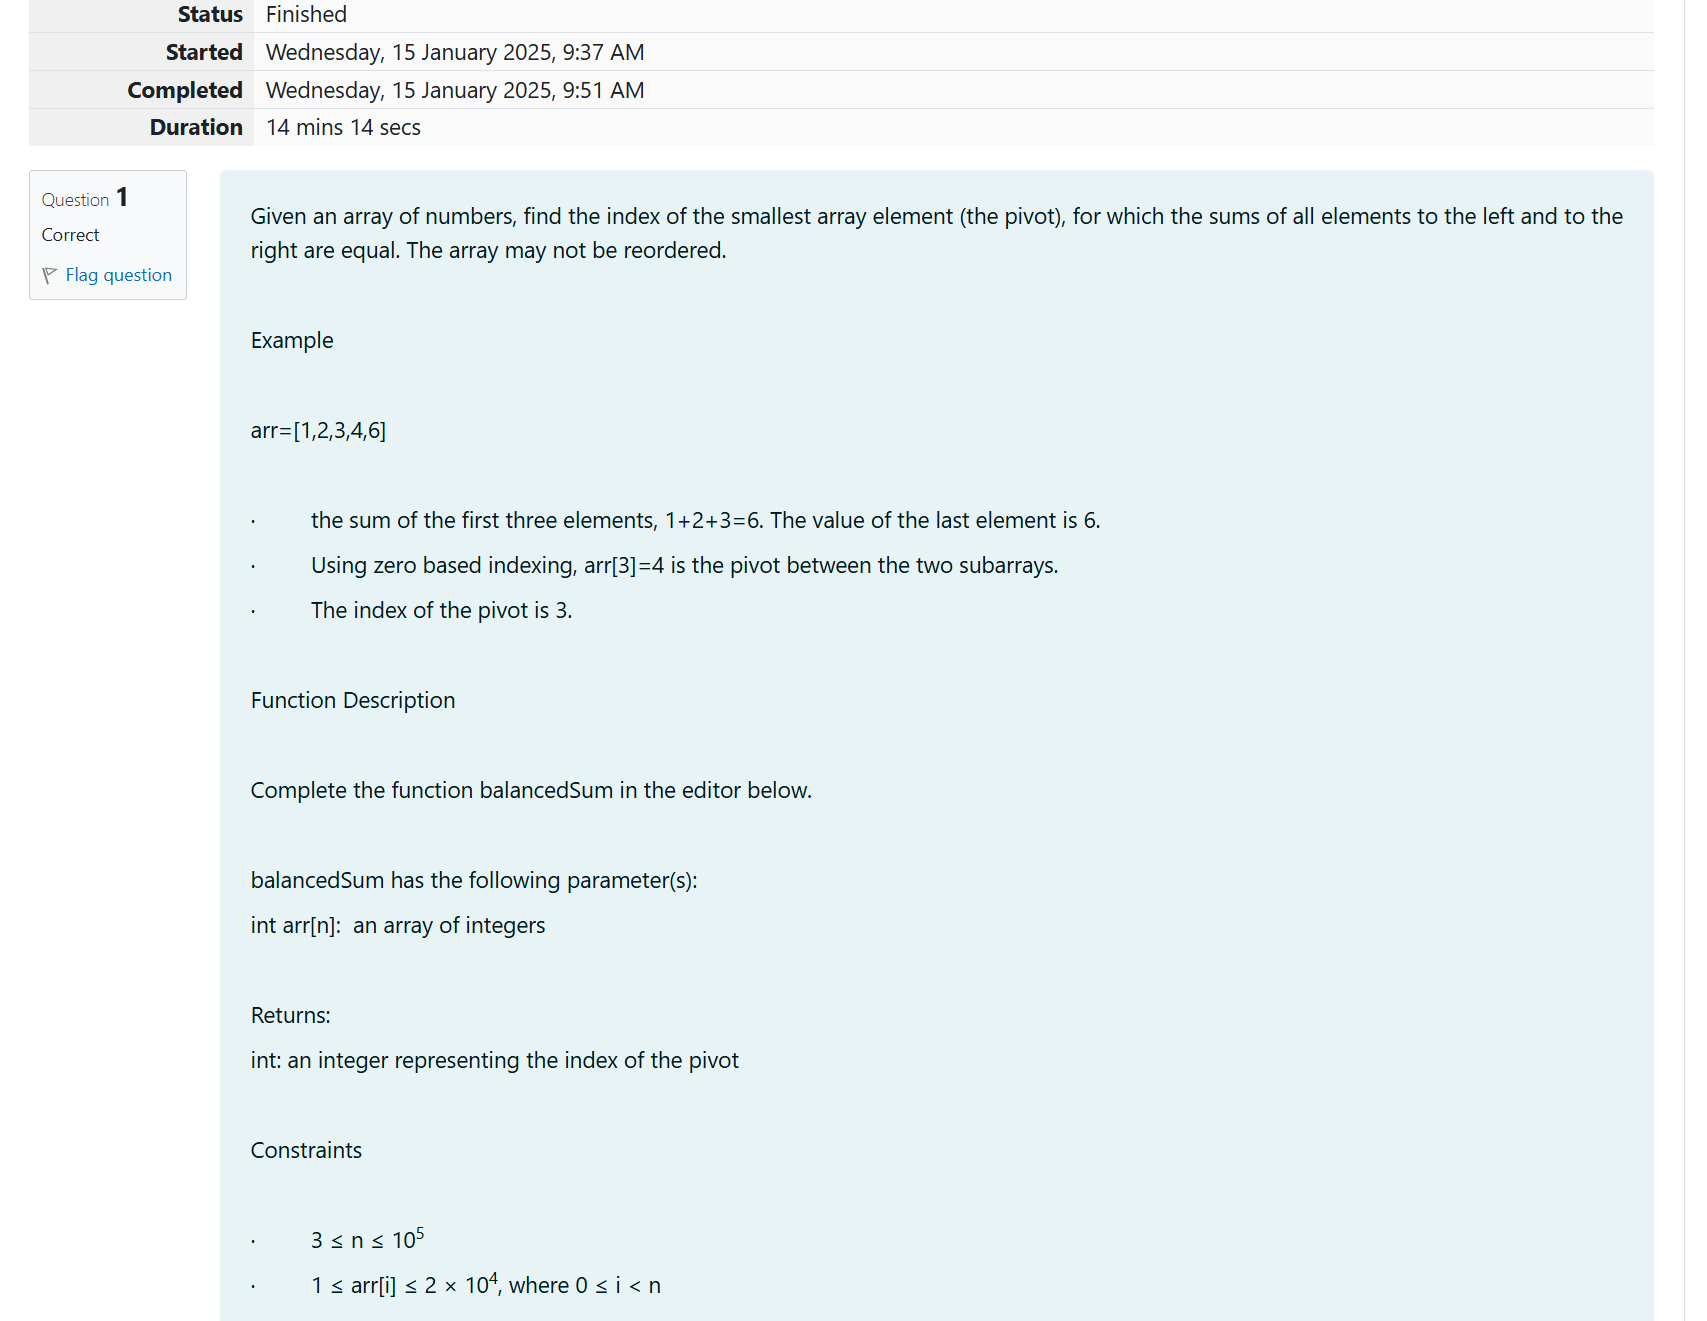 Status Finished
Started Wednesday, 15 January 2025, 9:37 AM
Completed Wednesday, 15 January 2025, 9:51 AM
Duration 14 mins 14 secs
Question 1
Correct
Flag question
Given an array of numbers, find the index of the smallest array element (the pivot), for which the sums of all elements to the left and to the
right are equal. The array may not be reordered.
Example
arr=[1,2,3,4,6]
· the sum of the first three elements, 1+2+3=6. The value of the last element is 6.
· Using zero based indexing, arr[3]=4 is the pivot between the two subarrays.
· The index of the pivot is 3.
Function Description
Complete the function balancedSum in the editor below.
balancedSum has the following parameter(s):
int arr[n]:  an array of integers
Returns:
int: an integer representing the index of the pivot
Constraints
· 3 ≤ n ≤ 10⁵
· 1 ≤ arr[i] ≤ 2 × 10⁴, where 0 ≤ i < n